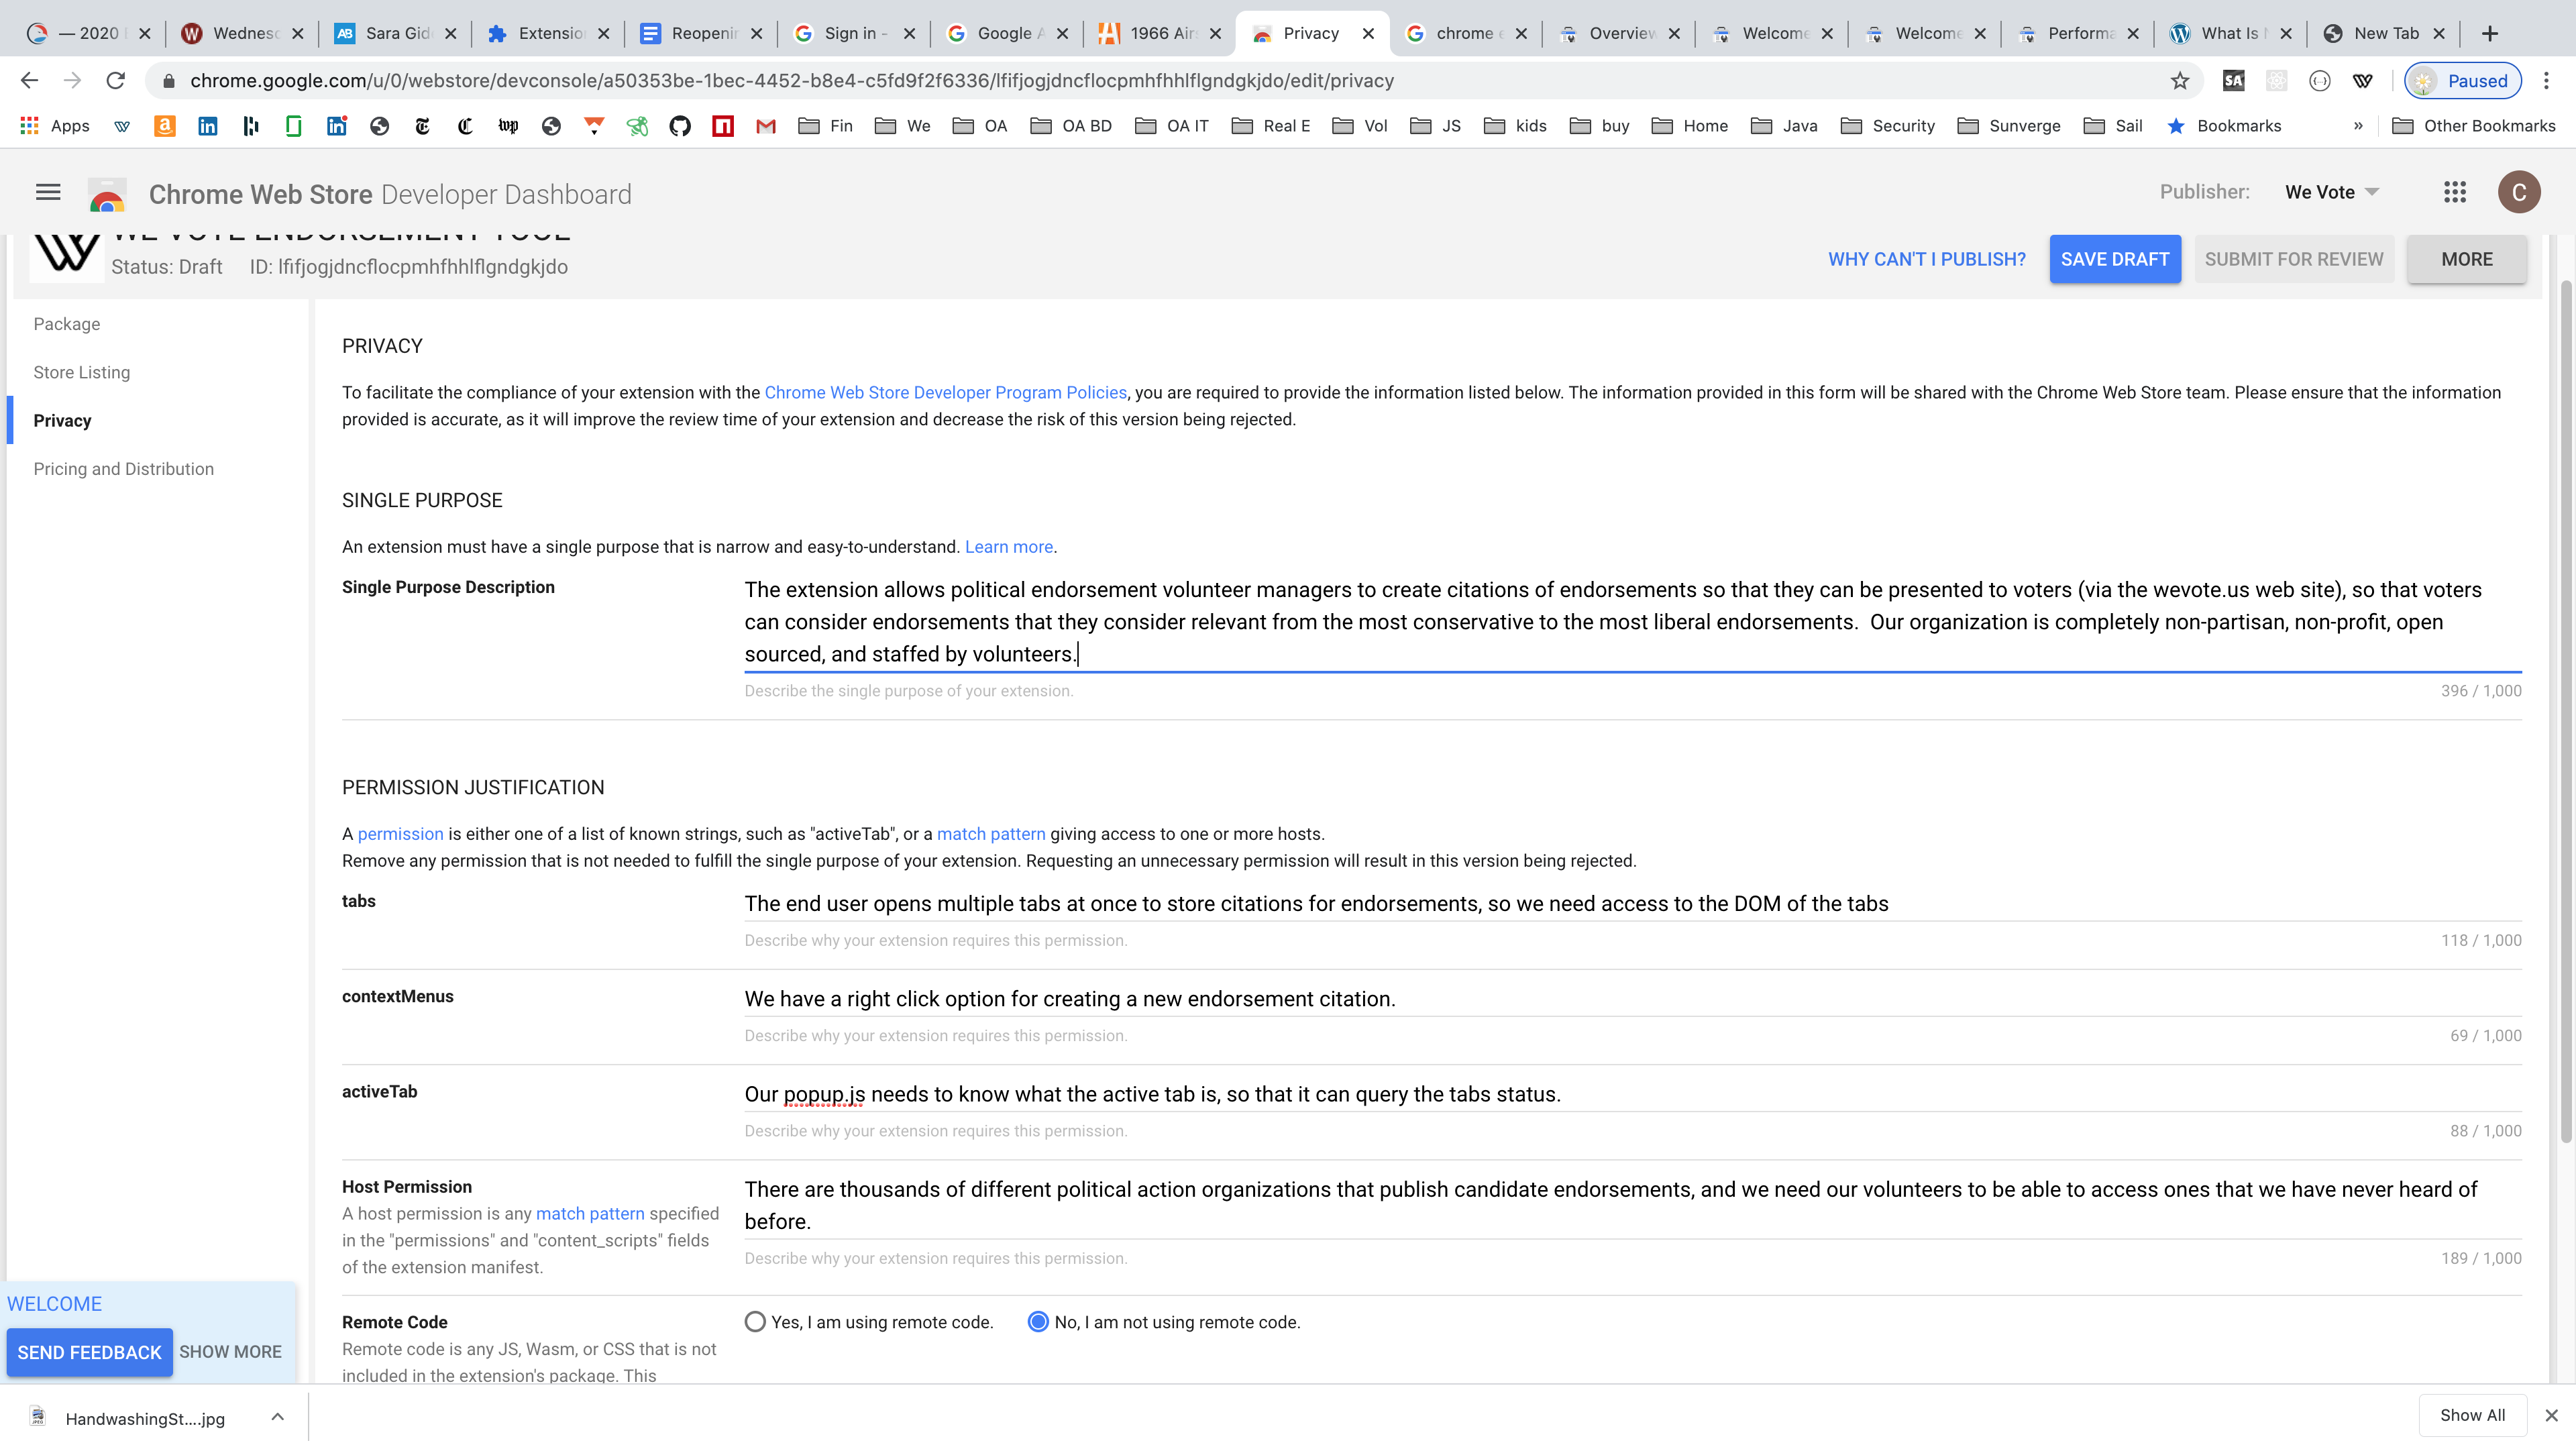 — 2020
Wednes
Sara Gid
Extensio
Reopenin
Sign in -
Google A
1966 Air
Privacy
chrome e
Overview
Welcome
Welcome
Performa
What Is
New Tab
chrome.google.com/u/0/webstore/devconsole/a50353be-1bec-4452-b8e4-c5fd9f2f6336/lfifjogjdncflocpmhfhhlflgndgkjdo/edit/privacy
SA
Paused
Apps
Fin
We
OA
OA BD
OA IT
Real E
Vol
JS
kids
buy
Home
Java
Security
Sunverge
Sail
Bookmarks
»
Other Bookmarks
Chrome Web Store Developer Dashboard
Publisher: We Vote
C
WE VOTE ENDORSEMENT TOOL
Status: Draft ID: lfifjogjdncflocpmhfhhlflgndgkjdo
WHY CAN'T I PUBLISH?
SAVE DRAFT
SUBMIT FOR REVIEW
MORE
Package
Store Listing
Privacy
Pricing and Distribution
PRIVACY
To facilitate the compliance of your extension with the Chrome Web Store Developer Program Policies, you are required to provide the information listed below. The information provided in this form will be shared with the Chrome Web Store team. Please ensure that the information
provided is accurate, as it will improve the review time of your extension and decrease the risk of this version being rejected.
SINGLE PURPOSE
An extension must have a single purpose that is narrow and easy-to-understand. Learn more.
Single Purpose Description
The extension allows political endorsement volunteer managers to create citations of endorsements so that they can be presented to voters (via the wevote.us web site), so that voters
can consider endorsements that they consider relevant from the most conservative to the most liberal endorsements.  Our organization is completely non-partisan, non-profit, open
sourced, and staffed by volunteers.
Describe the single purpose of your extension.
396 / 1,000
PERMISSION JUSTIFICATION
A permission is either one of a list of known strings, such as "activeTab", or a match pattern giving access to one or more hosts.
Remove any permission that is not needed to fulfill the single purpose of your extension. Requesting an unnecessary permission will result in this version being rejected.
tabs
The end user opens multiple tabs at once to store citations for endorsements, so we need access to the DOM of the tabs
Describe why your extension requires this permission.
118 / 1,000
contextMenus
We have a right click option for creating a new endorsement citation.
Describe why your extension requires this permission.
69 / 1,000
activeTab
Our popup.js needs to know what the active tab is, so that it can query the tabs status.
Describe why your extension requires this permission.
88 / 1,000
Host Permission
A host permission is any match pattern specified
in the "permissions" and "content_scripts" fields
of the extension manifest.
There are thousands of different political action organizations that publish candidate endorsements, and we need our volunteers to be able to access ones that we have never heard of
before.
Describe why your extension requires this permission.
189 / 1,000
Remote Code
Remote code is any JS, Wasm, or CSS that is not
included in the extension's package. This
Yes, I am using remote code.
No, I am not using remote code.
WELCOME
SEND FEEDBACK
SHOW MORE
HandwashingSt....jpg
Show All